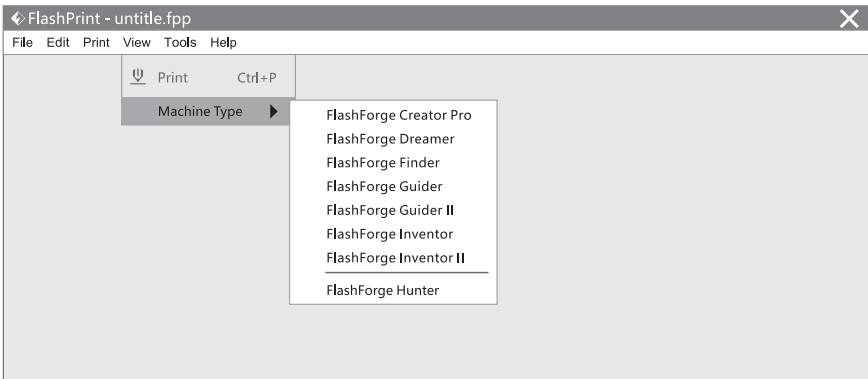 FlashPrint - untitle.fpp
File Edit Print View Tools Help
Print Ctrl+P
Machine Type
FlashForge Creator Pro
FlashForge Dreamer
FlashForge Finder
FlashForge Guider
FlashForge Guider II
FlashForge Inventor
FlashForge Inventor II
FlashForge Hunter